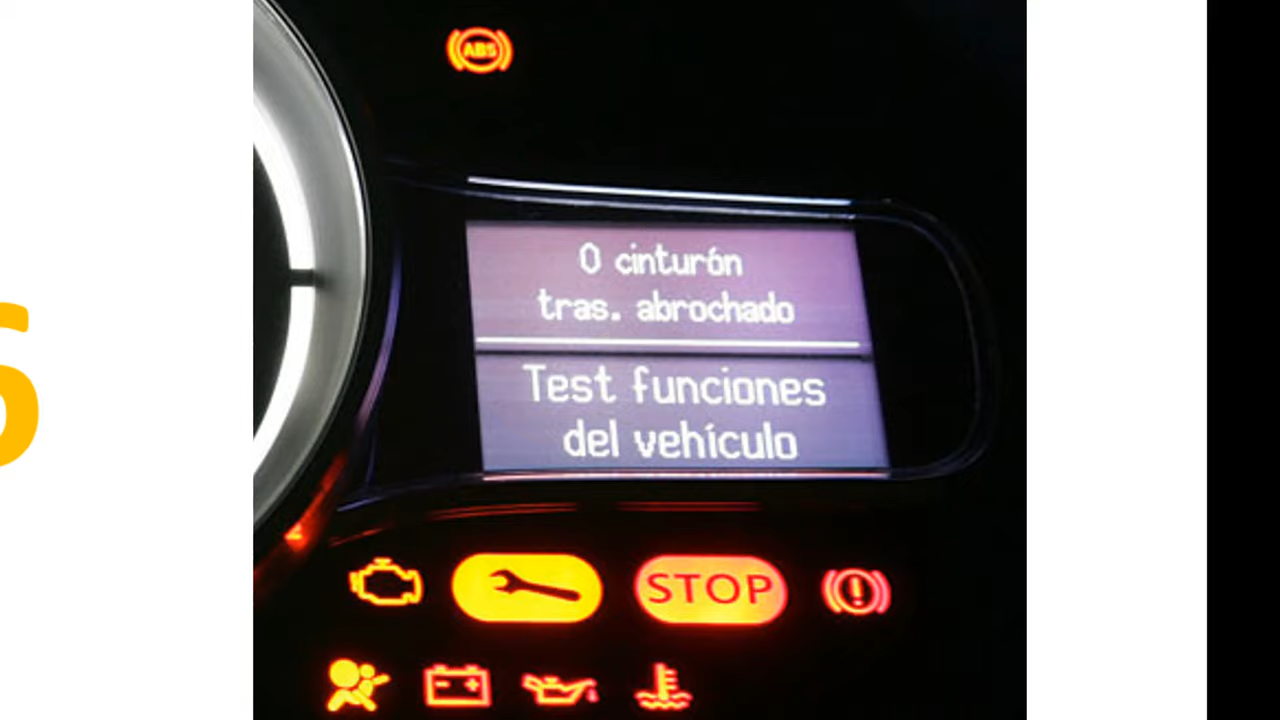 ABS
0 cinturón
tras. abrochado
Test funciones
del vehículo
STOP